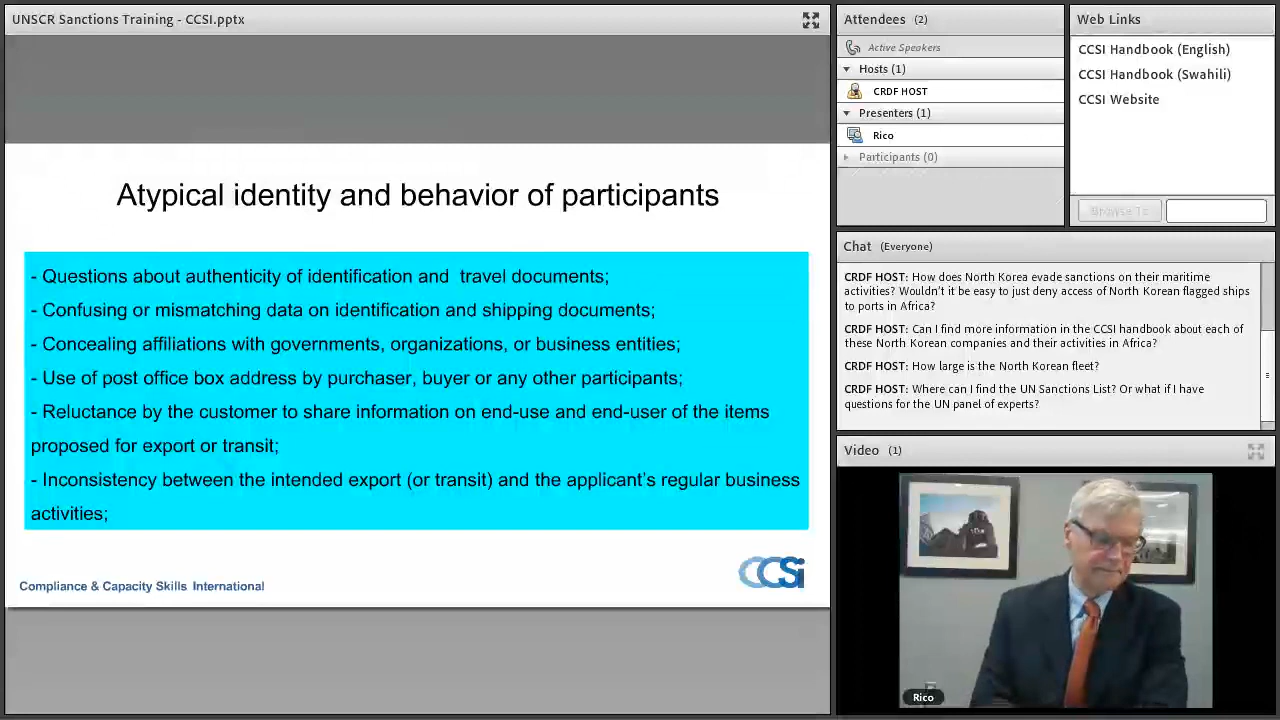 UNSCR Sanctions Training - CCSI.pptx
Atypical identity and behavior of participants
- Questions about authenticity of identification and  travel documents;
- Confusing or mismatching data on identification and shipping documents;
- Concealing affiliations with governments, organizations, or business entities;
- Use of post office box address by purchaser, buyer or any other participants;
- Reluctance by the customer to share information on end-use and end-user of the items
proposed for export or transit;
- Inconsistency between the intended export (or transit) and the applicant's regular business
activities;
Compliance & Capacity Skills International
CCSi
Attendees (2)
Active Speakers
Hosts (1)
CRDF HOST
Presenters (1)
Rico
Participants (0)
Web Links
CCSI Handbook (English)
CCSI Handbook (Swahili)
CCSI Website
Browse To
Chat (Everyone)
CRDF HOST: How does North Korea evade sanctions on their maritime
activities? Wouldn't it be easy to just deny access of North Korean flagged ships
to ports in Africa?
CRDF HOST: Can I find more information in the CCSI handbook about each of
these North Korean companies and their activities in Africa?
CRDF HOST: How large is the North Korean fleet?
CRDF HOST: Where can I find the UN Sanctions List? Or what if I have
questions for the UN panel of experts?
Video (1)
Rico